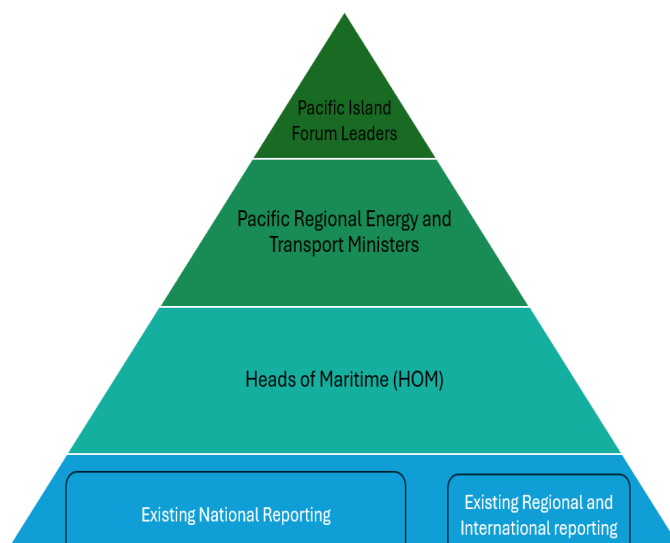 Pacific Island
Forum Leaders
Pacific Regional Energy and
Transport Ministers
Heads of Maritime (HOM)
Existing National Reporting
Existing Regional and
International reporting